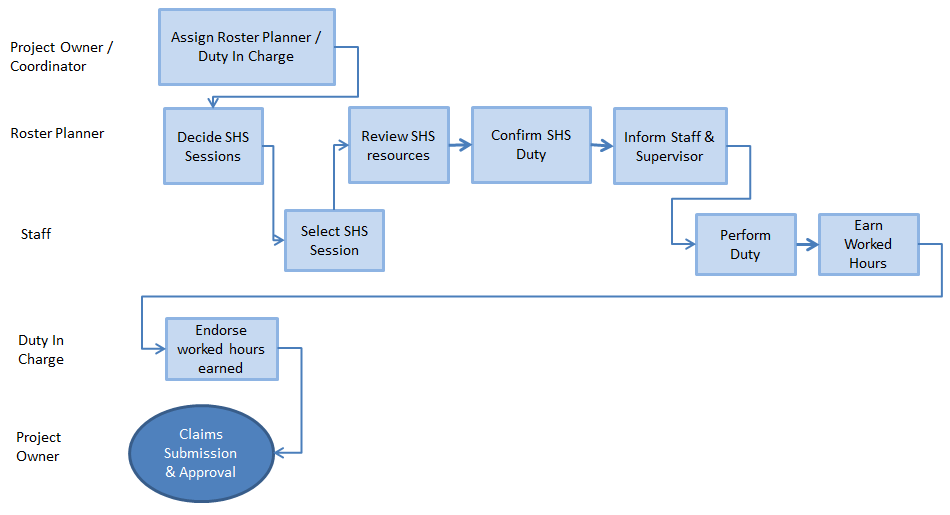 Project Owner /
Coordinator
Assign Roster Planner /
Duty In Charge
Roster Planner
Decide SHS
Sessions
Review SHS
resources
Confirm SHS
Duty
Inform Staff &
Supervisor
Staff
Select SHS
Session
Perform
Duty
Earn
Worked
Hours
Duty In
Charge
Endorse
worked hours
earned
Project
Owner
Claims
Submission
& Approval